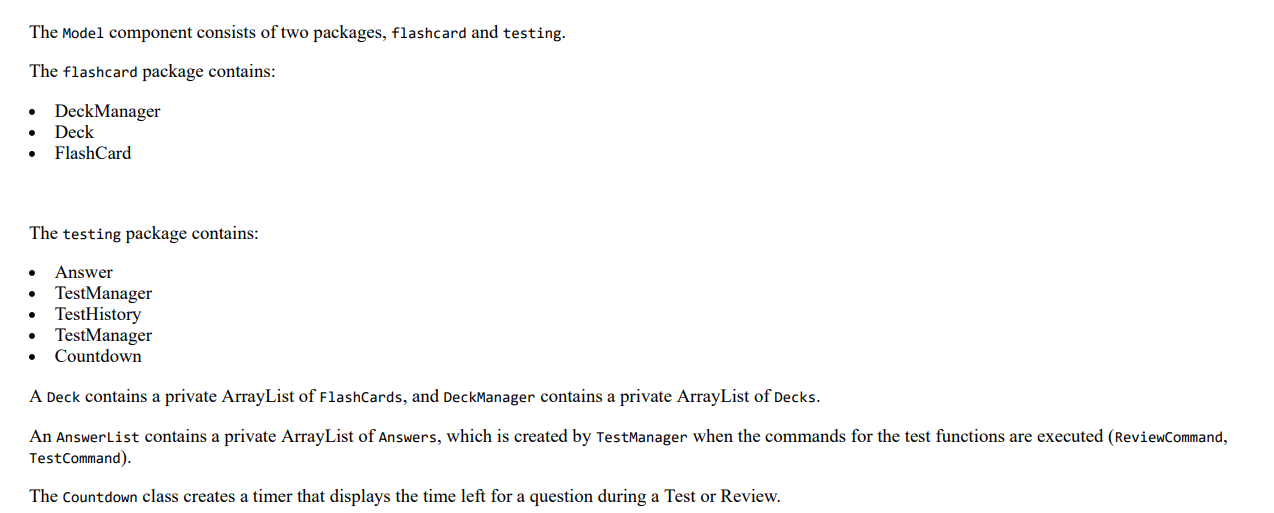 The Model component consists of two packages, flashcard and testing.
The flashcard package contains:
• DeckManager
• Deck
• FlashCard
The testing package contains:
• Answer
• TestManager
• TestHistory
• TestManager
• Countdown
A Deck contains a private ArrayList of FlashCards, and DeckManager contains a private ArrayList of Decks.
An AnswerList contains a private ArrayList of Answers, which is created by TestManager when the commands for the test functions are executed (ReviewCommand,
TestCommand).
The Countdown class creates a timer that displays the time left for a question during a Test or Review.